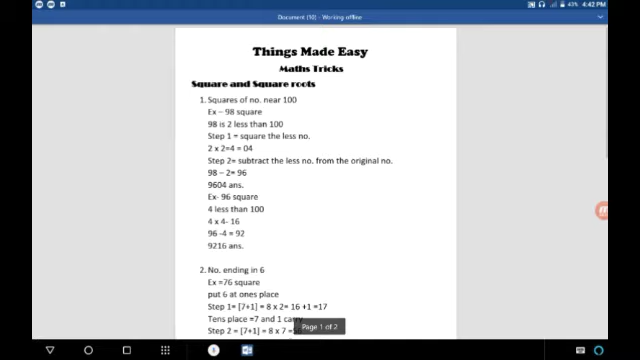 43% 4:42 PM
Document (10) - Working offline
Things Made Easy
Maths Tricks
Square and Square roots
1. Squares of no. near 100
Ex – 98 square
98 is 2 less than 100
Step 1 = square the less no.
2 x 2=4 = 04
Step 2= subtract the less no. from the original no.
98 – 2= 96
9604 ans.
Ex- 96 square
4 less than 100
4 x 4- 16
96 -4 = 92
9216 ans.
2. No. ending in 6
Ex =76 square
put 6 at ones place
Step 1= [7+1] = 8 x 2= 16 +1 =17
Tens place =7 and 1 carry
Step 2 = [7+1] = 8 x 7 =
Page 1 of 2